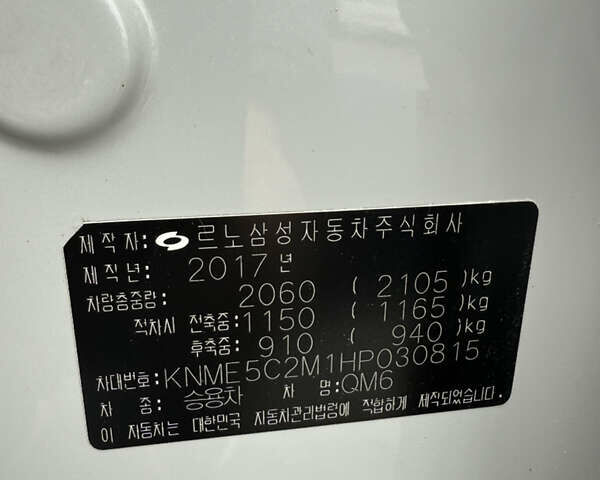 제작자: 르노삼성자동차주식회사
제작년: 2017년
차량총중량: 2060 ( 2105 )kg
적차시 전축중: 1150 ( 1165 )kg
후축중: 910 ( 940 )kg
차대번호: KNME5C2M1HP030815
차 종: 승용차 차 명: QM6
이 자동차는 대한민국 자동차관리법령에 적합하게 제작되었습니다.